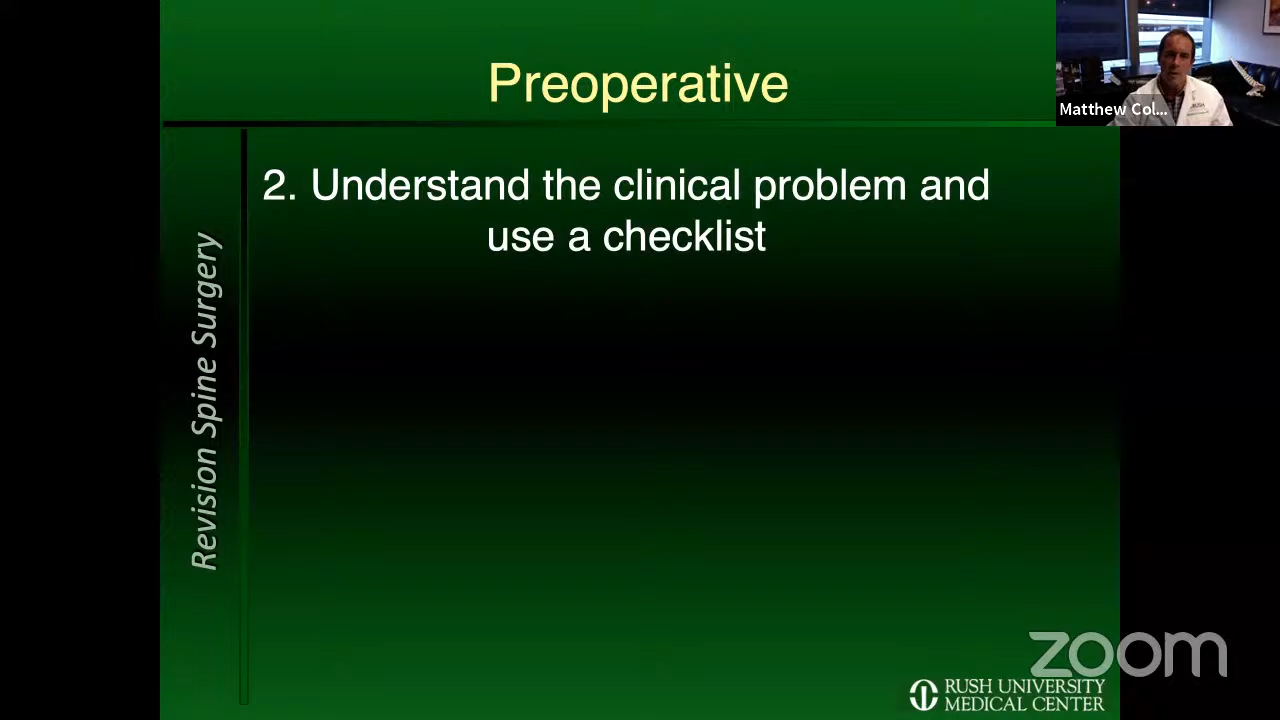 Preoperative
Matthew Col...
2. Understand the clinical problem and
use a checklist
Revision Spine Surgery
zoom
RUSH UNIVERSITY
MEDICAL CENTER